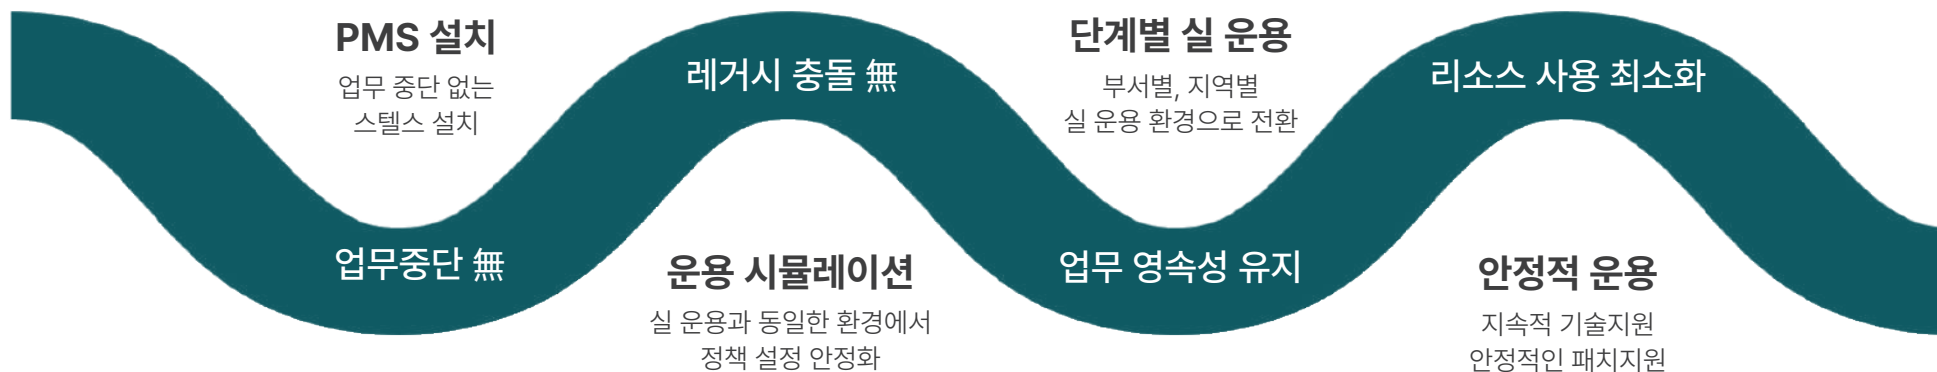 PMS 설치
업무 중단 없는
스텔스 설치
업무중단 無
레거시 충돌 無
운용 시뮬레이션
실 운용과 동일한 환경에서
정책 설정 안정화
단계별 실 운용
부서별, 지역별
실 운용 환경으로 전환
업무 영속성 유지
리소스 사용 최소화
안정적 운용
지속적 기술지원
안정적인 패치지원